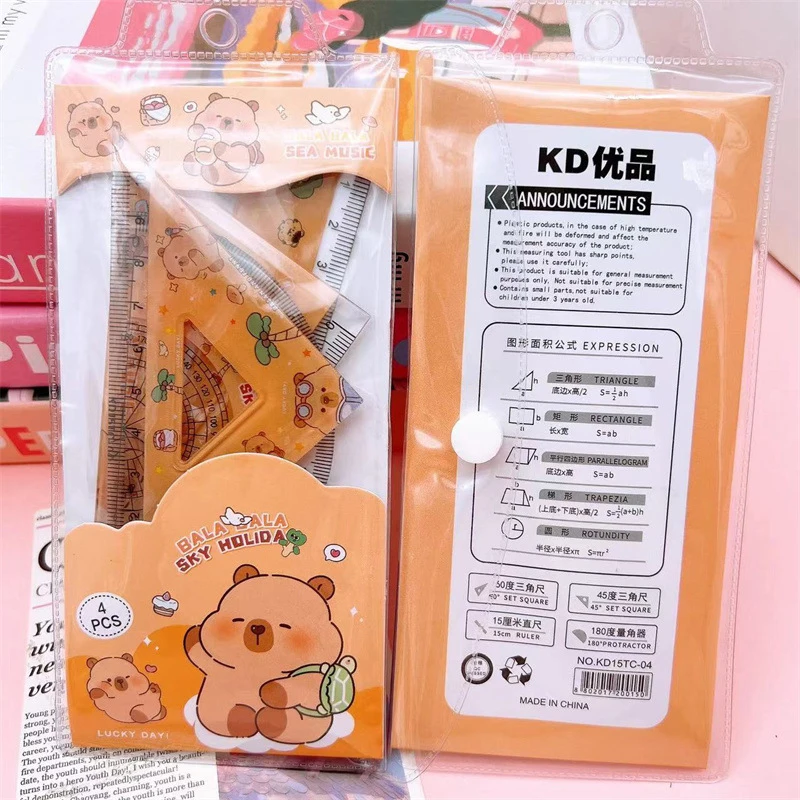 BALA BALA
SEA MUSIC
BALA BALA
SKY HOLIDA
4
PCS
LUCKY DAY!
KD优品
ANNOUNCEMENTS
Plastic products, in the case of high temperature
and fire will be deformed and affect the
measurement accuracy of the product;
This measuring tool has sharp points,
please use it carefully;
This product is suitable for general measurement
purposes only, Not suitable for precise measurement
Contains small parts,not suitable for
children under 3 years old.
图形面积公式 EXPRESSION
三角形 TRIANGLE
底边x高/2 S=½ah
矩 形 RECTANGLE
长x宽 S=ab
平行四边形 PARALLELOGRAM
底边x高 S=ab
梯 形 TRAPEZIA
(上底+下底)x高/2 S=½(a+b)h
圆 形 ROTUNDITY
半径x半径xπ S=πr²
60度三角尺
60° SET SQUARE
45度三角尺
45° SET SQUARE
15厘米直尺
15cm RULER
180度量角器
180°PROTRACTOR
NO.KD15TC-04
8802017200150
MADE IN CHINA